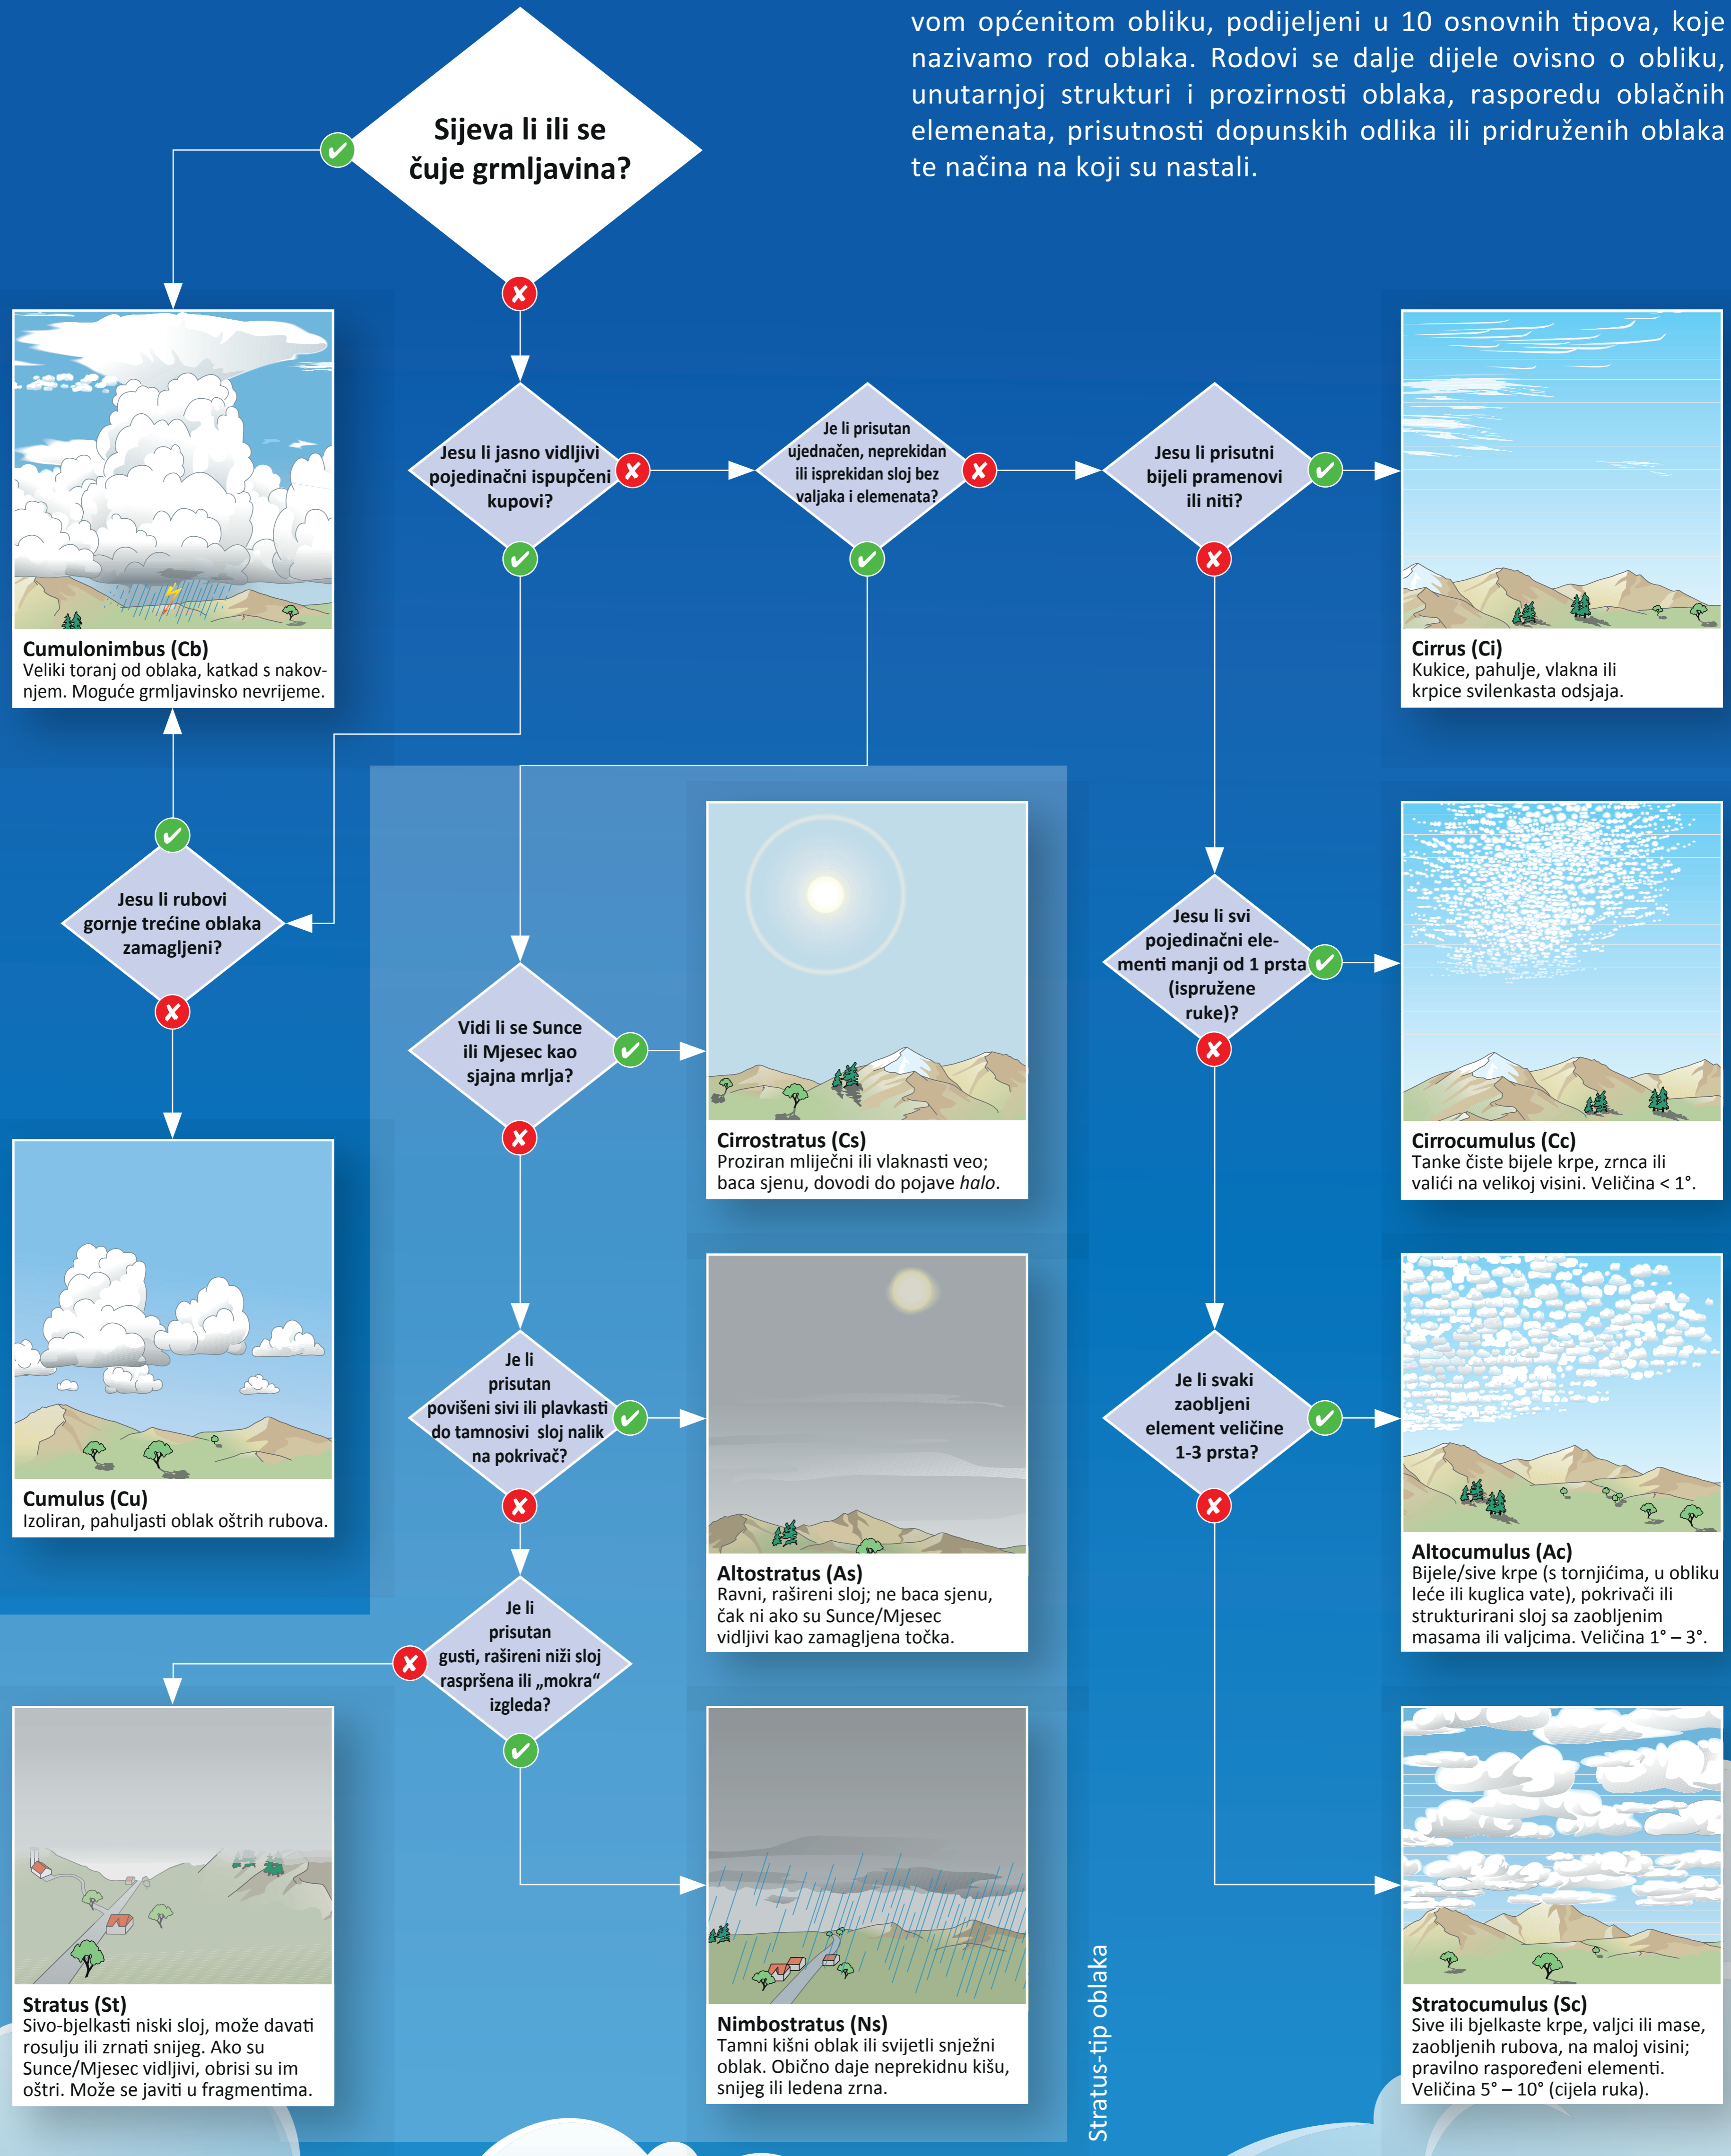 vom općenitom obliku, podijeljeni u 10 osnovnih tipova, koje
nazivamo rod oblaka. Rodovi se dalje dijele ovisno o obliku,
unutarnjoj strukturi i prozirnosti oblaka, rasporedu oblačnih
elemenata, prisutnosti dopunskih odlika ili pridruženih oblaka
te načina na koji su nastali.
Sijeva li ili se
čuje grmljavina?
Cumulonimbus (Cb)
Veliki toranj od oblaka, katkad s nakov-
njem. Moguće grmljavinsko nevrijeme.
Jesu li jasno vidljivi
pojedinačni ispupčeni
kupovi?
Je li prisutan
ujednačen, neprekidan
ili isprekidan sloj bez
valjaka i elemenata?
Jesu li prisutni
bijeli pramenovi
ili niti?
Cirrus (Ci)
Kukice, pahulje, vlakna ili
krpice svilenkasta odsjaja.
Jesu li rubovi
gornje trećine oblaka
zamagljeni?
Vidi li se Sunce
ili Mjesec kao
sjajna mrlja?
Cirrostratus (Cs)
Proziran mliječni ili vlaknasti veo;
baca sjenu, dovodi do pojave halo.
Jesu li svi
pojedinačni ele-
menti manji od 1 prsta
(ispružene
ruke)?
Cirrocumulus (Cc)
Tanke čiste bijele krpe, zrnca ili
valići na velikoj visini. Veličina < 1°.
Cumulus (Cu)
Izoliran, pahuljasti oblak oštrih rubova.
Je li
prisutan
povišeni sivi ili plavkasti
do tamnosivi sloj nalik
na pokrivač?
Altostratus (As)
Ravni, rašireni sloj; ne baca sjenu,
čak ni ako su Sunce/Mjesec
vidljivi kao zamagljena točka.
Je li svaki
zaobljeni
element veličine
1-3 prsta?
Altocumulus (Ac)
Bijele/sive krpe (s tornjićima, u obliku
leće ili kuglica vate), pokrivači ili
strukturirani sloj sa zaobljenim
masama ili valjcima. Veličina 1° – 3°.
Je li
prisutan
gusti, rašireni niži sloj
raspršena ili „mokra“
izgleda?
Stratus (St)
Sivo-bjelkasti niski sloj, može davati
rosulju ili zrnati snijeg. Ako su
Sunce/Mjesec vidljivi, obrisi su im
oštri. Može se javiti u fragmentima.
Nimbostratus (Ns)
Tamni kišni oblak ili svijetli snježni
oblak. Obično daje neprekidnu kišu,
snijeg ili ledena zrna.
Stratus-tip oblaka
Stratocumulus (Sc)
Sive ili bjelkaste krpe, valjci ili mase,
zaobljenih rubova, na maloj visini;
pravilno raspoređeni elementi.
Veličina 5° – 10° (cijela ruka).